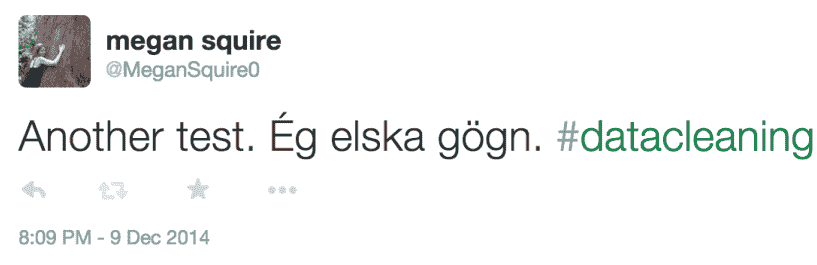 megan squire
@MeganSquire0
Another test. Ég elska gögn. #datacleaning
8:09 PM - 9 Dec 2014